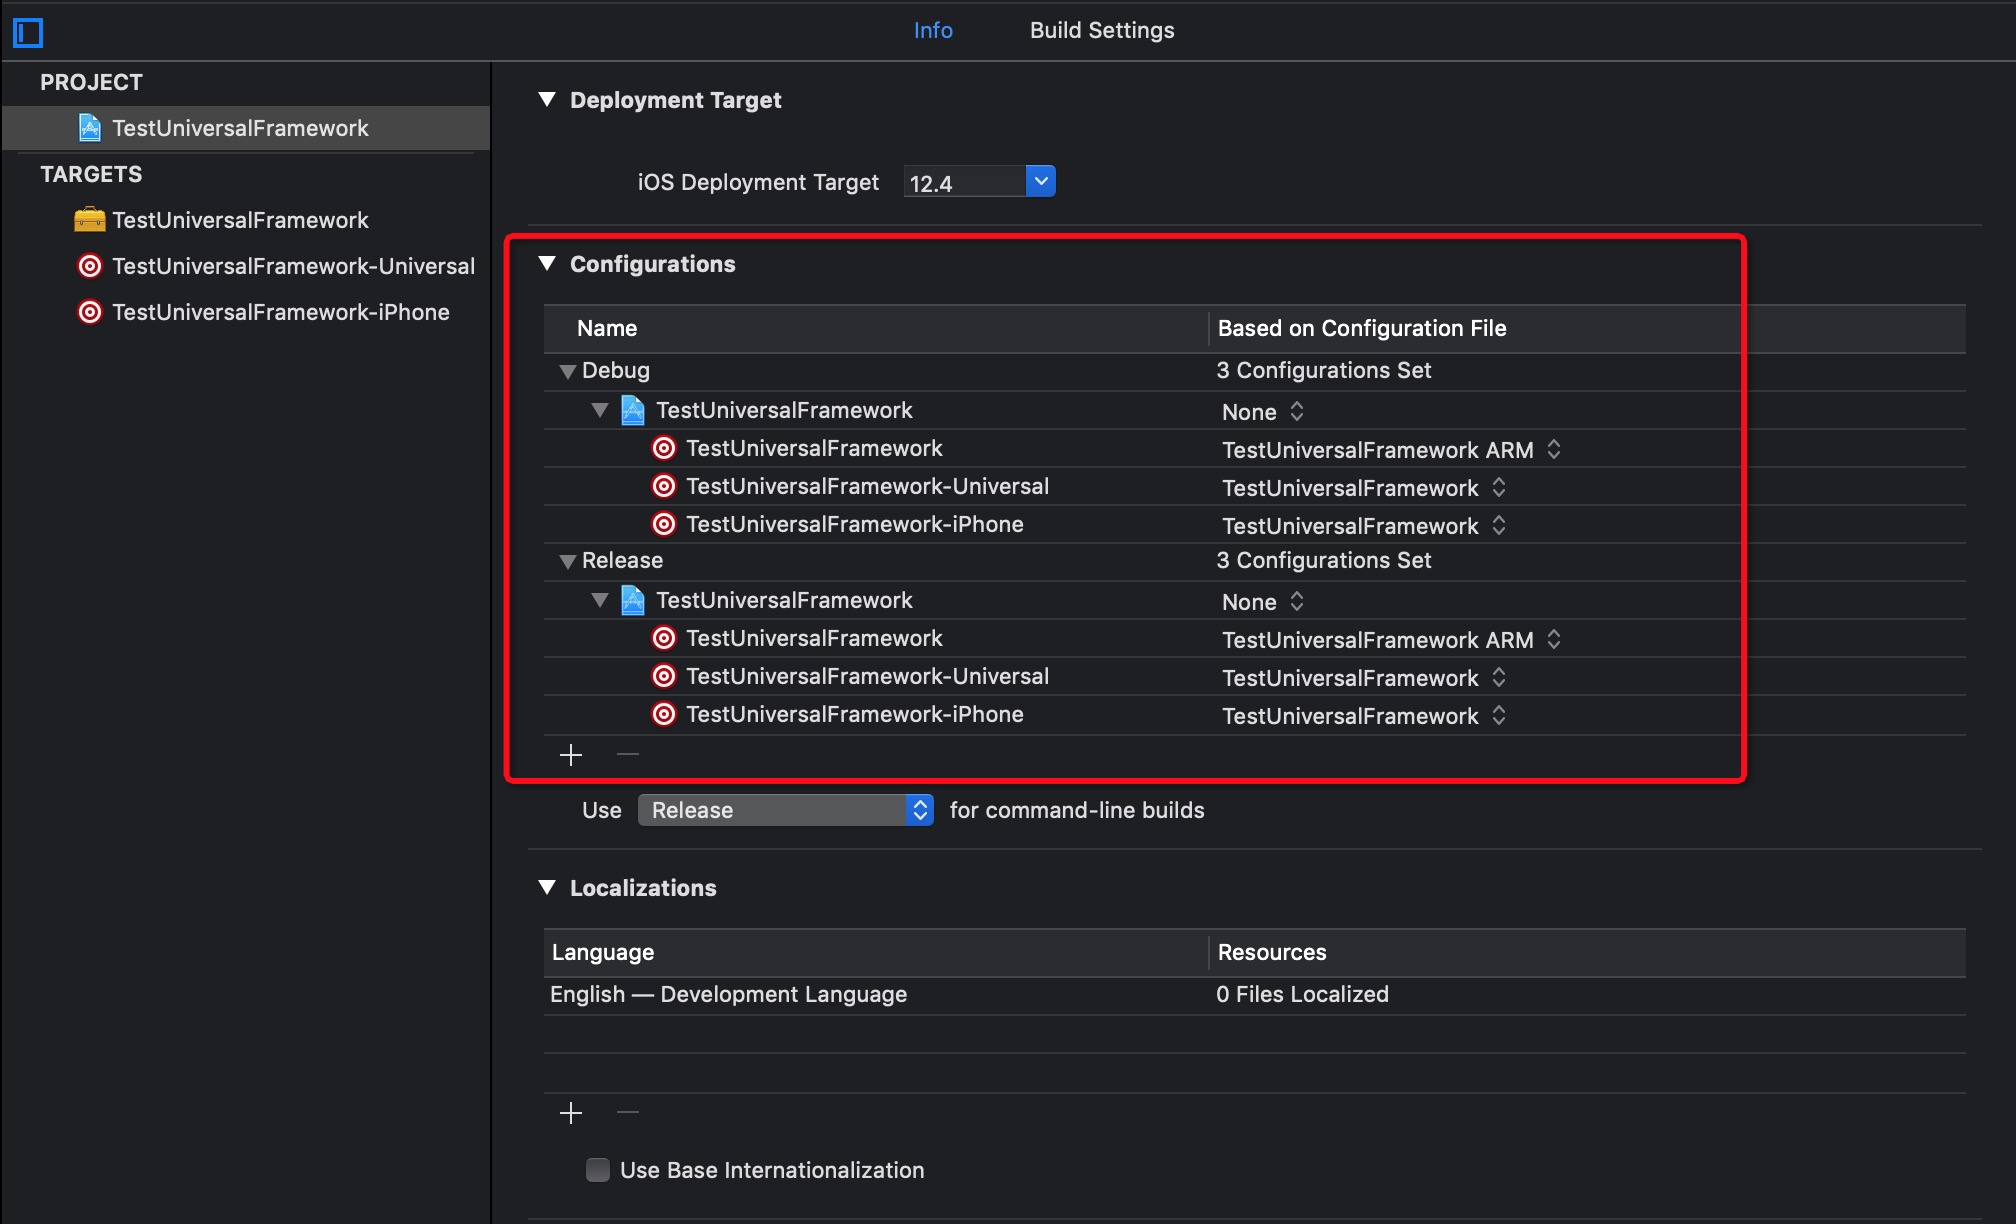 Info Build Settings
PROJECT
TestUniversalFramework
TARGETS
TestUniversalFramework
TestUniversalFramework-Universal
TestUniversalFramework-iPhone
Deployment Target
iOS Deployment Target 12.4
Configurations
Name Based on Configuration File
Debug 3 Configurations Set
TestUniversalFramework None
TestUniversalFramework TestUniversalFramework ARM
TestUniversalFramework-Universal TestUniversalFramework
TestUniversalFramework-iPhone TestUniversalFramework
Release 3 Configurations Set
TestUniversalFramework None
TestUniversalFramework TestUniversalFramework ARM
TestUniversalFramework-Universal TestUniversalFramework
TestUniversalFramework-iPhone TestUniversalFramework
Use Release for command-line builds
Localizations
Language Resources
English — Development Language 0 Files Localized
Use Base Internationalization